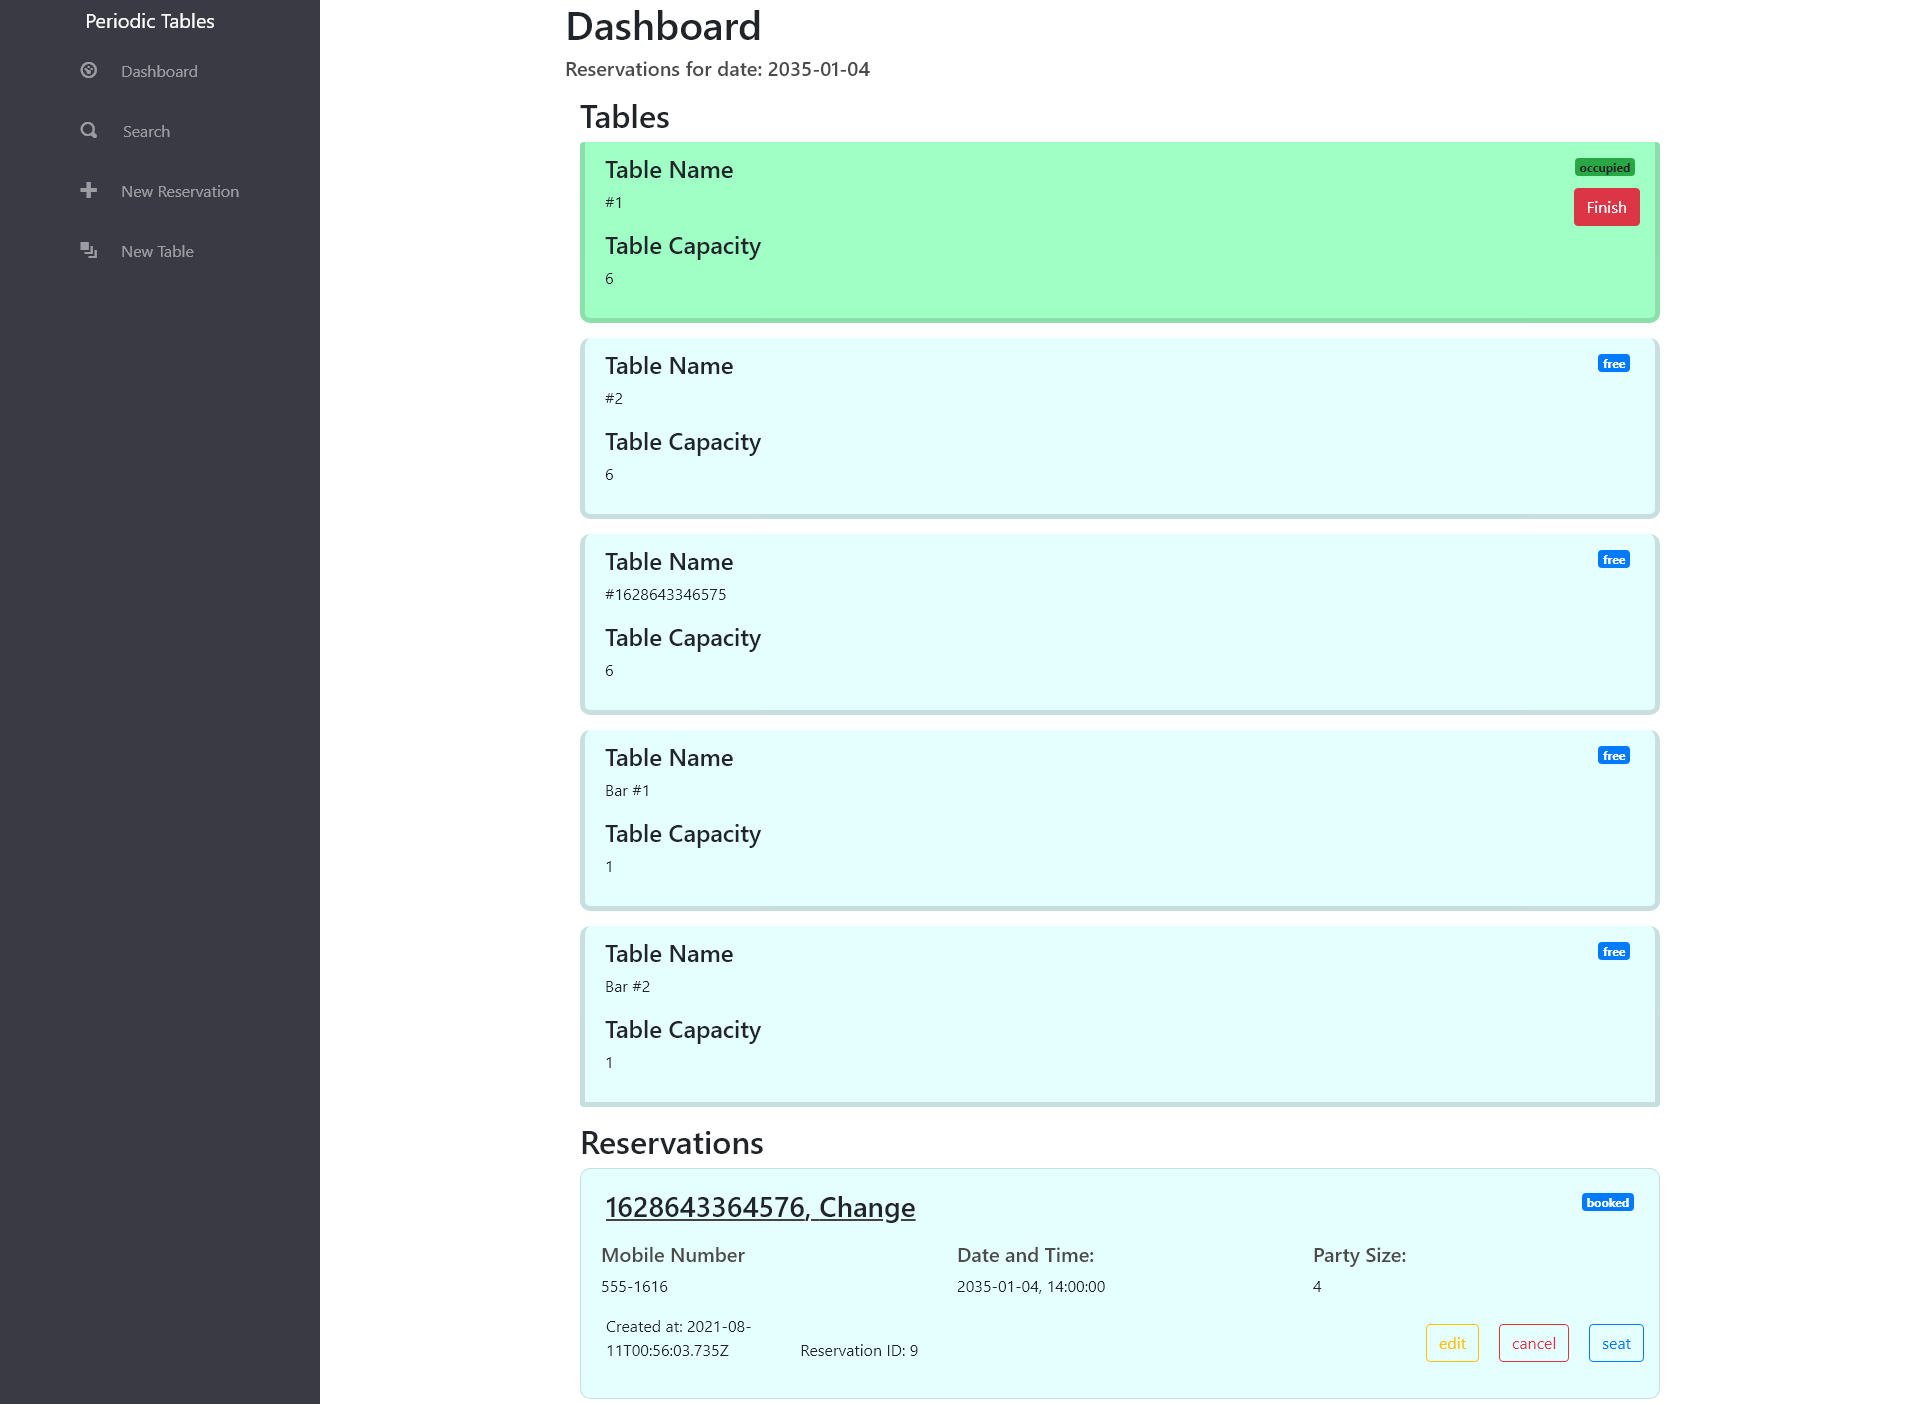 Periodic Tables
Dashboard
Search
New Reservation
New Table
Dashboard
Reservations for date: 2035-01-04
Tables
Table Name
occupied
#1
Finish
Table Capacity
6
Table Name
free
#2
Table Capacity
6
Table Name
free
#1628643346575
Table Capacity
6
Table Name
free
Bar #1
Table Capacity
1
Table Name
free
Bar #2
Table Capacity
1
Reservations
1628643364576, Change
booked
Mobile Number
Date and Time:
Party Size:
555-1616
2035-01-04, 14:00:00
4
Created at: 2021-08-
11T00:56:03.735Z
Reservation ID: 9
edit
cancel
seat